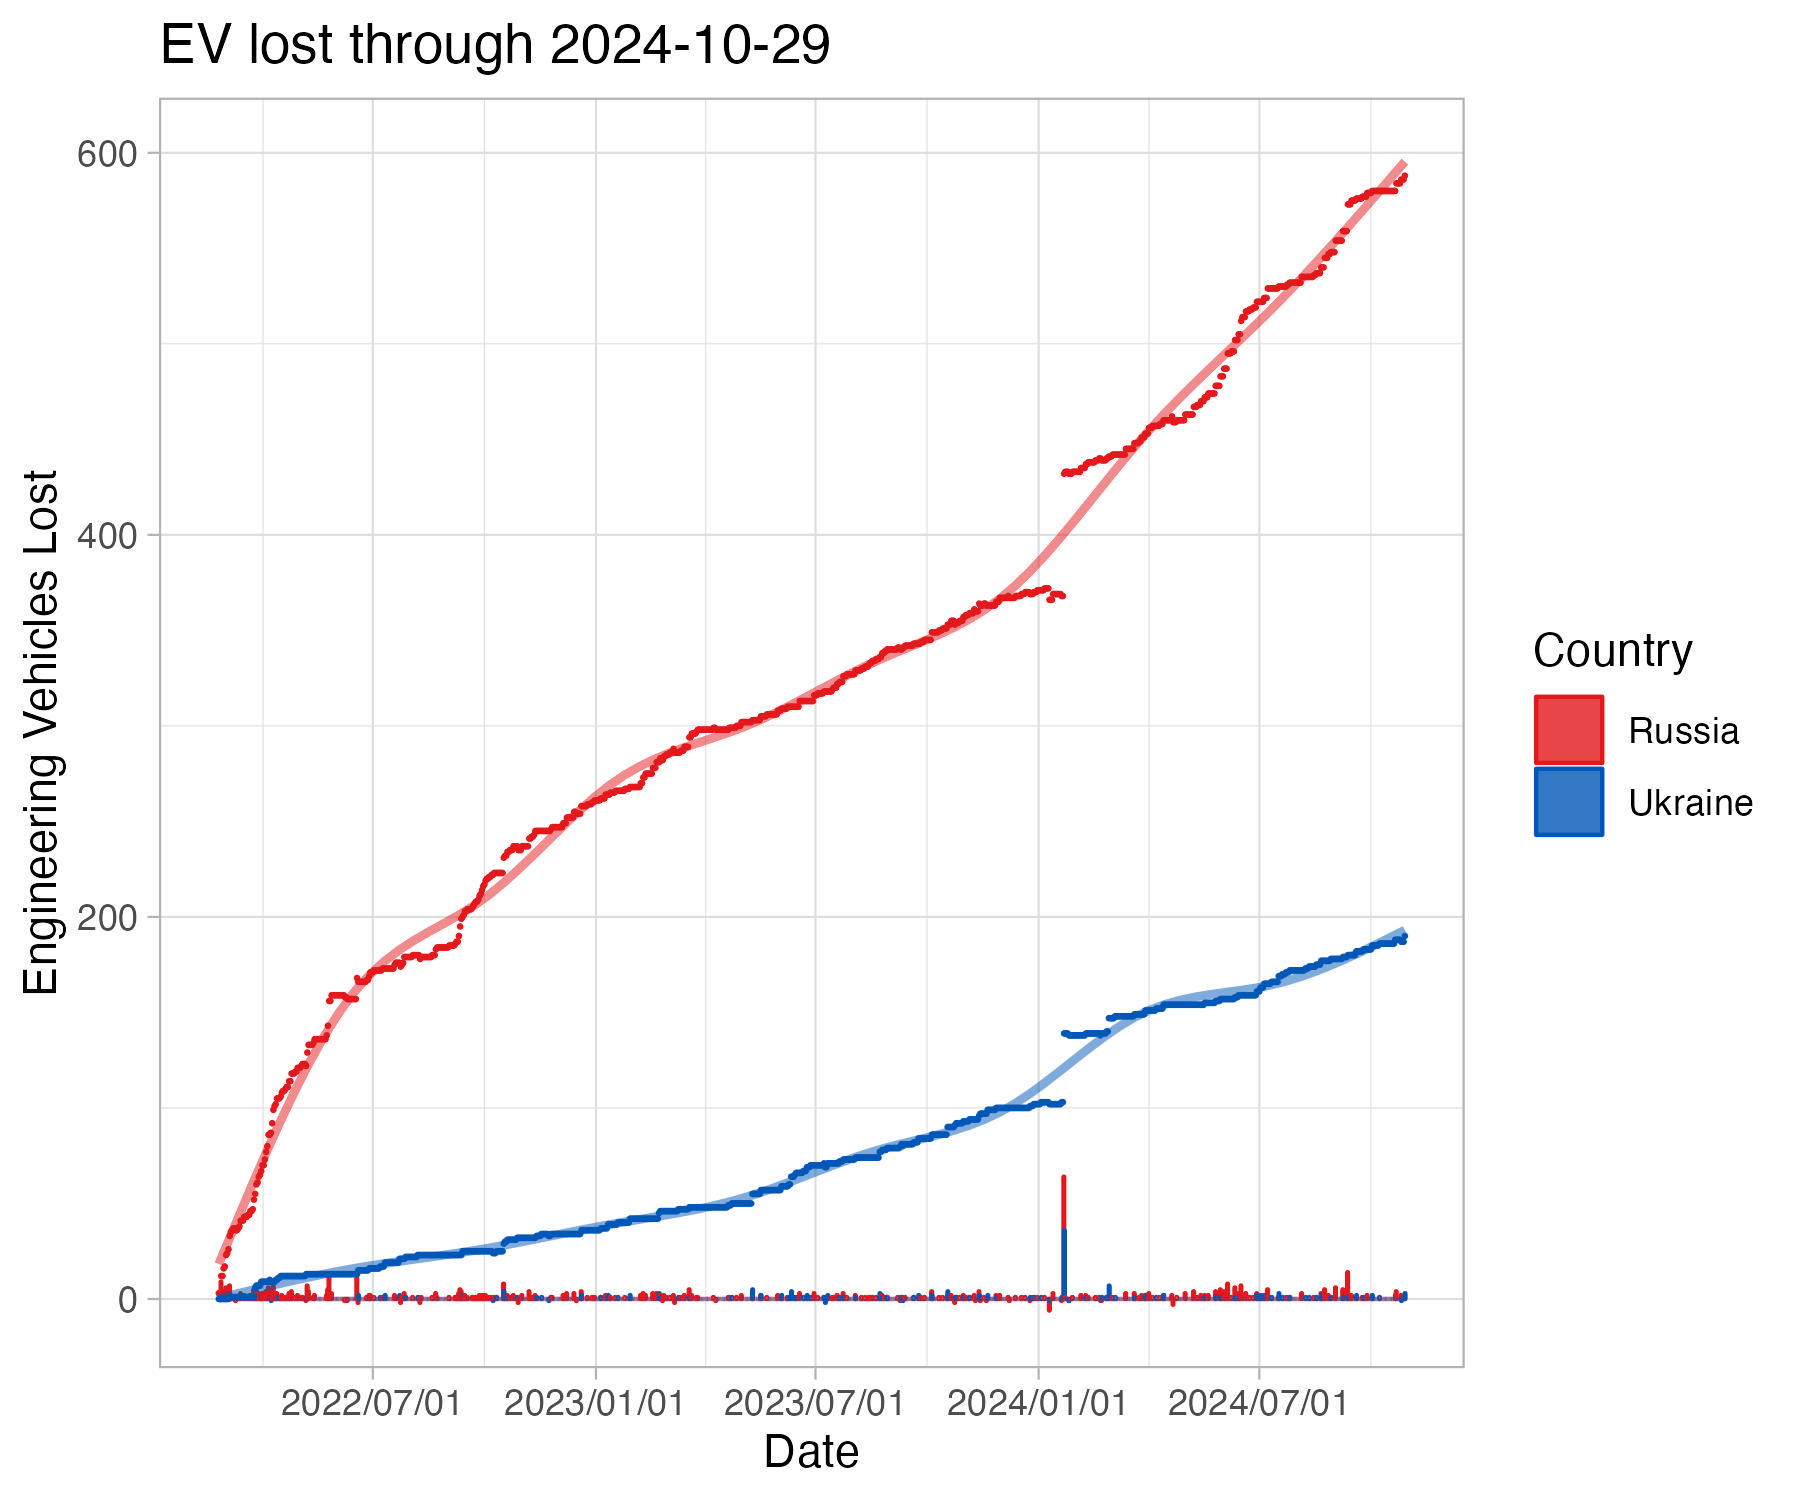 EV lost through 2024-10-29
Engineering Vehicles Lost
600
400
200
0
2022/07/01
2023/01/01
2023/07/01
2024/01/01
2024/07/01
Date
Country
Russia
Ukraine